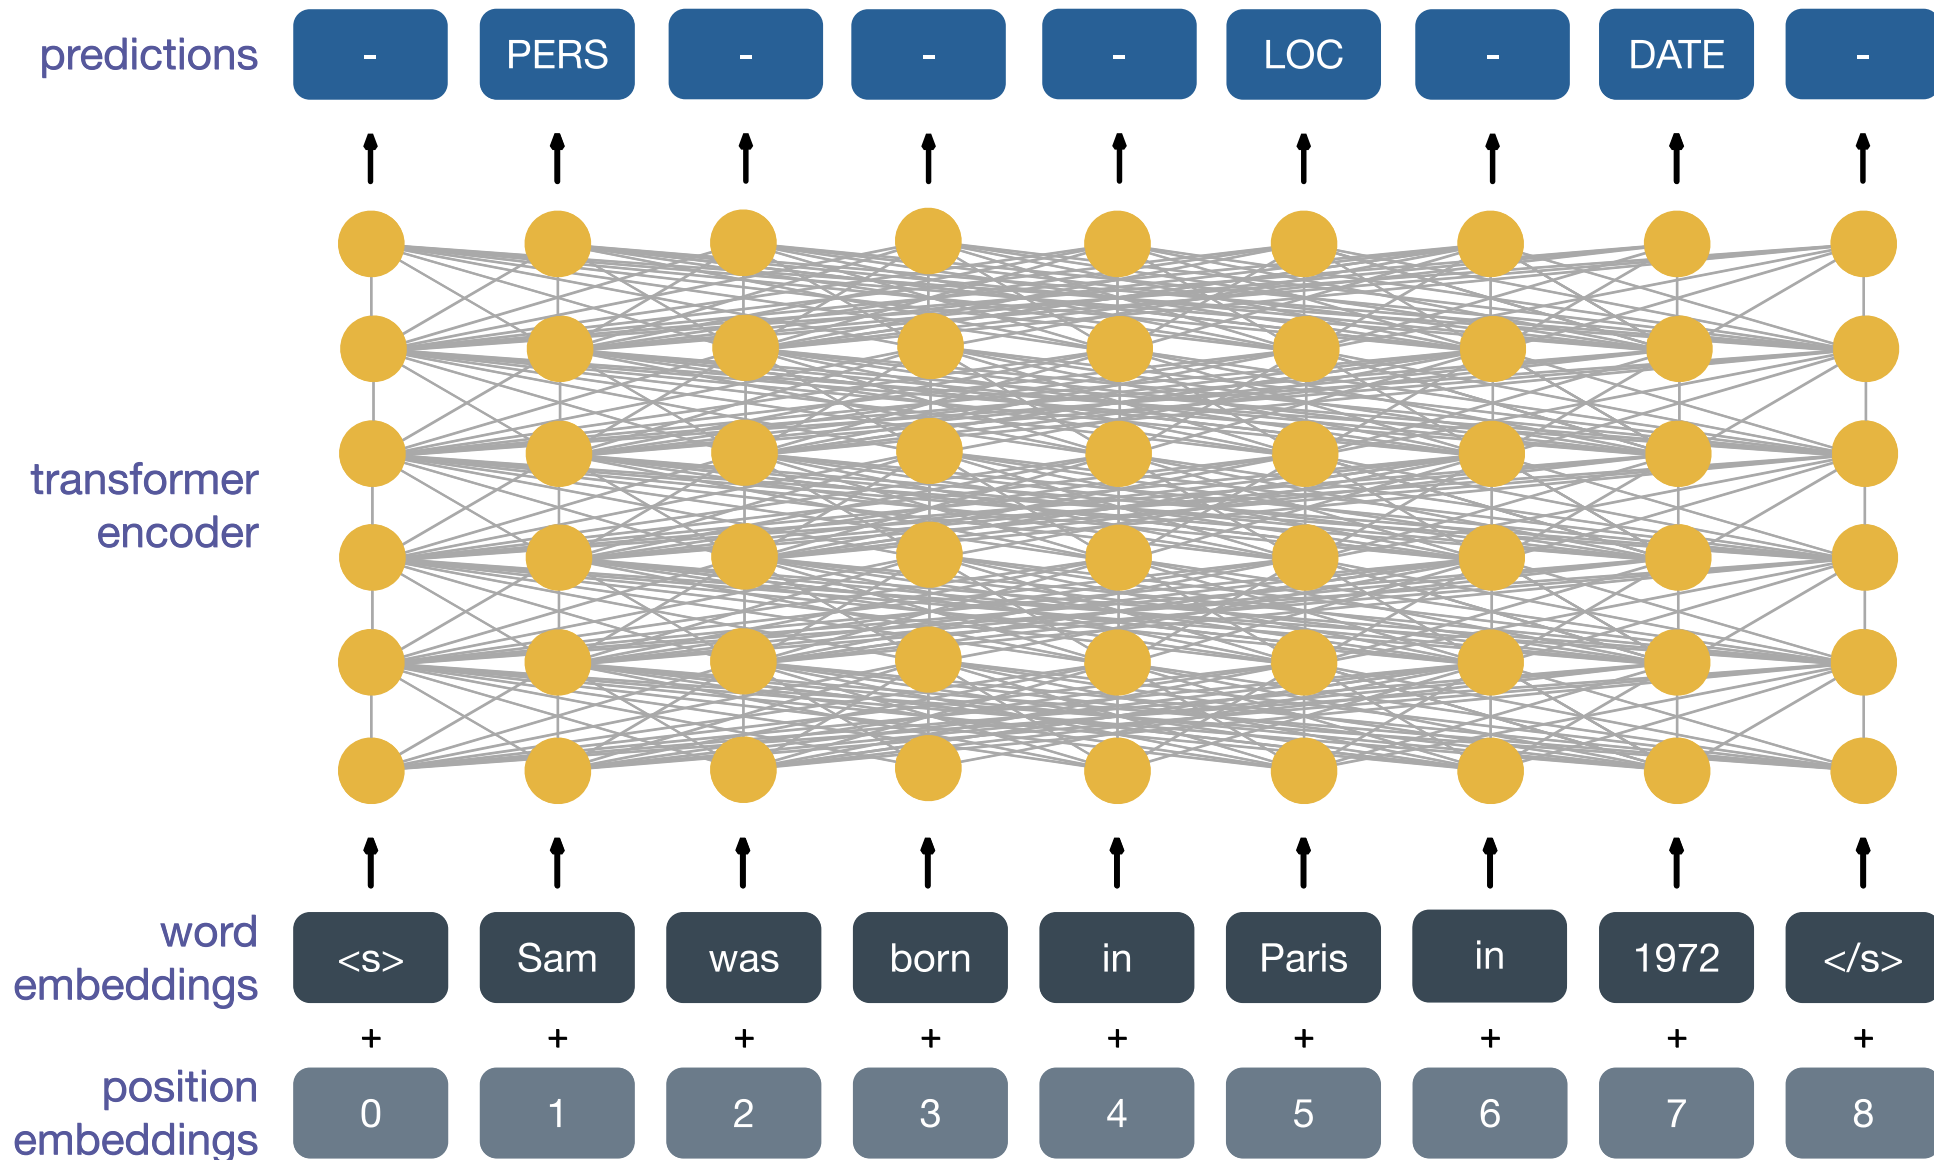 predictions - PERS - - - LOC - DATE -
transformer
encoder
word
embeddings <s> Sam was born in Paris in 1972 </s>
+ + + + + + + + +
position
embeddings 0 1 2 3 4 5 6 7 8